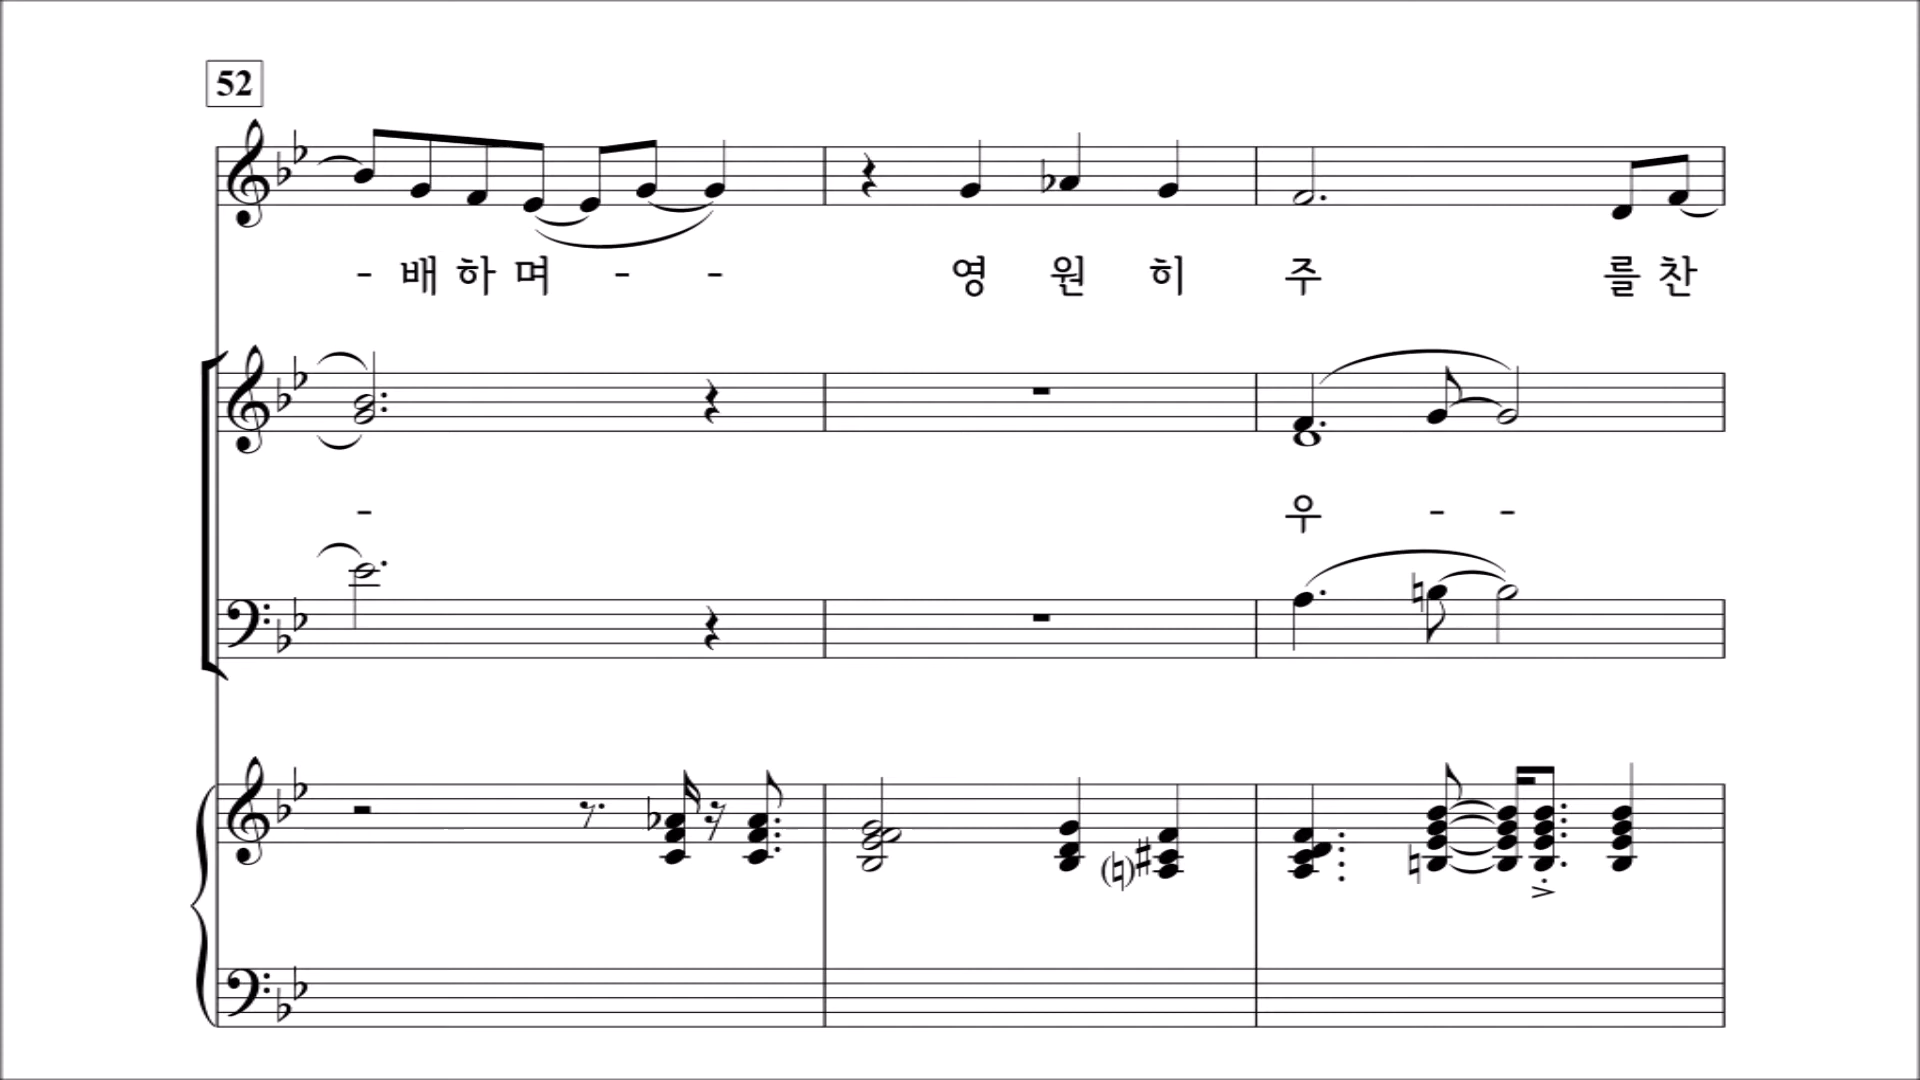 52
- 배 하 며 - - 영 원 히 주 를 찬
- 우 - -